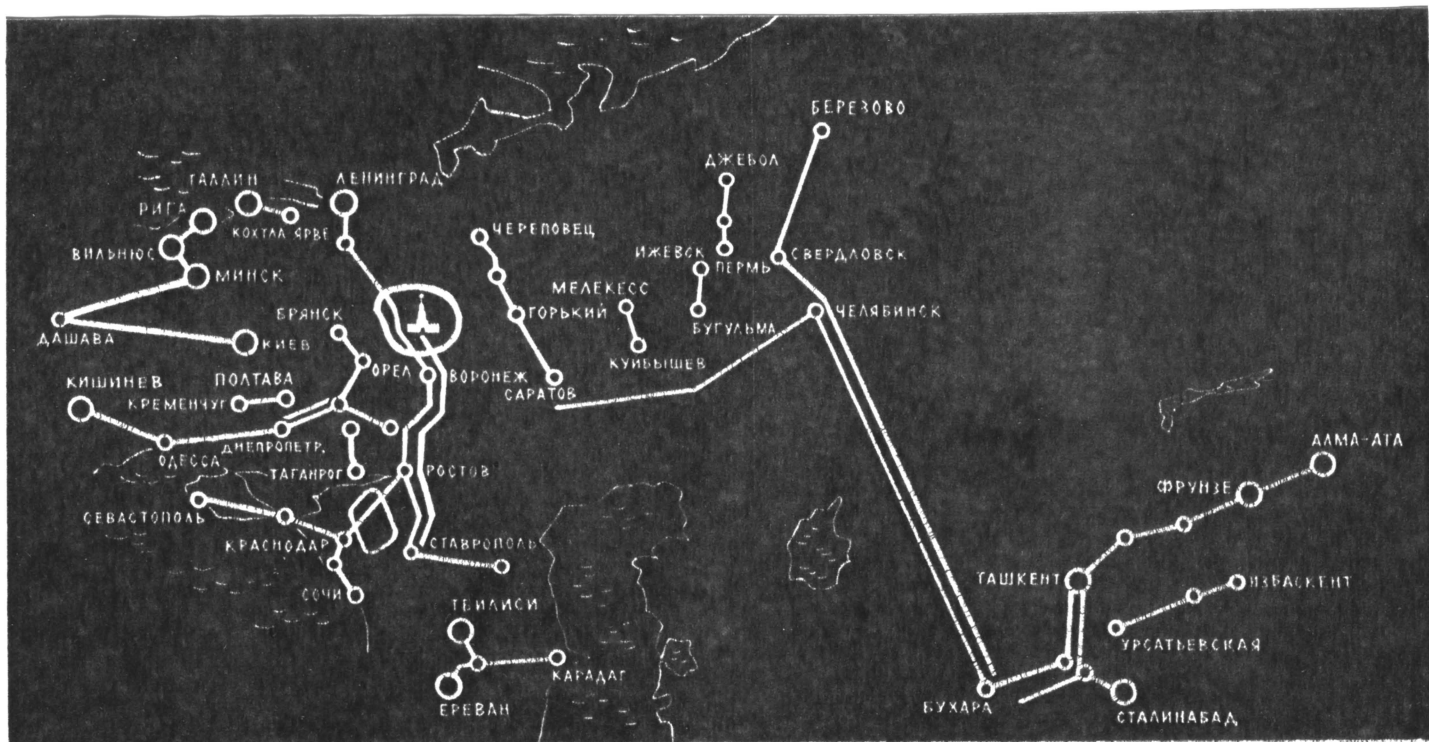 БЕРЕЗОВО
ДЖЕБОЛ
ТАЛЛИН
ЛЕНИНГРАД
РИГА
КОХТЛА ЯРВЕ
ЧЕРЕПОВЕЦ
ВИЛЬНЮС
ИЖЕВСК
ПЕРМЬ
СВЕРДЛОВСК
МИНСК
МЕЛЕКЕСС
БРЯНСК
ГОРЬКИЙ
БУГУЛЬМА
ЧЕЛЯБИНСК
ДАШАВА
КИЕВ
КУЙБЫШЕВ
ОРЕЛ
ВОРОНЕЖ
КИШИНЕВ
ПОЛТАВА
САРАТОВ
КРЕМЕНЧУГ
ОДЕССА
ДНЕПРОПЕТР.
АЛМА-АТА
ТАГАНРОГ
РОСТОВ
ФРУНЗЕ
СЕВАСТОПОЛЬ
КРАСНОДАР
СТАВРОПОЛЬ
ТАШКЕНТ
ИЗБАСКЕНТ
СОЧИ
ТБИЛИСИ
УРСАТЬЕВСКАЯ
КАРАДАГ
ЕРЕВАН
БУХАРА
СТАЛИНАБАД